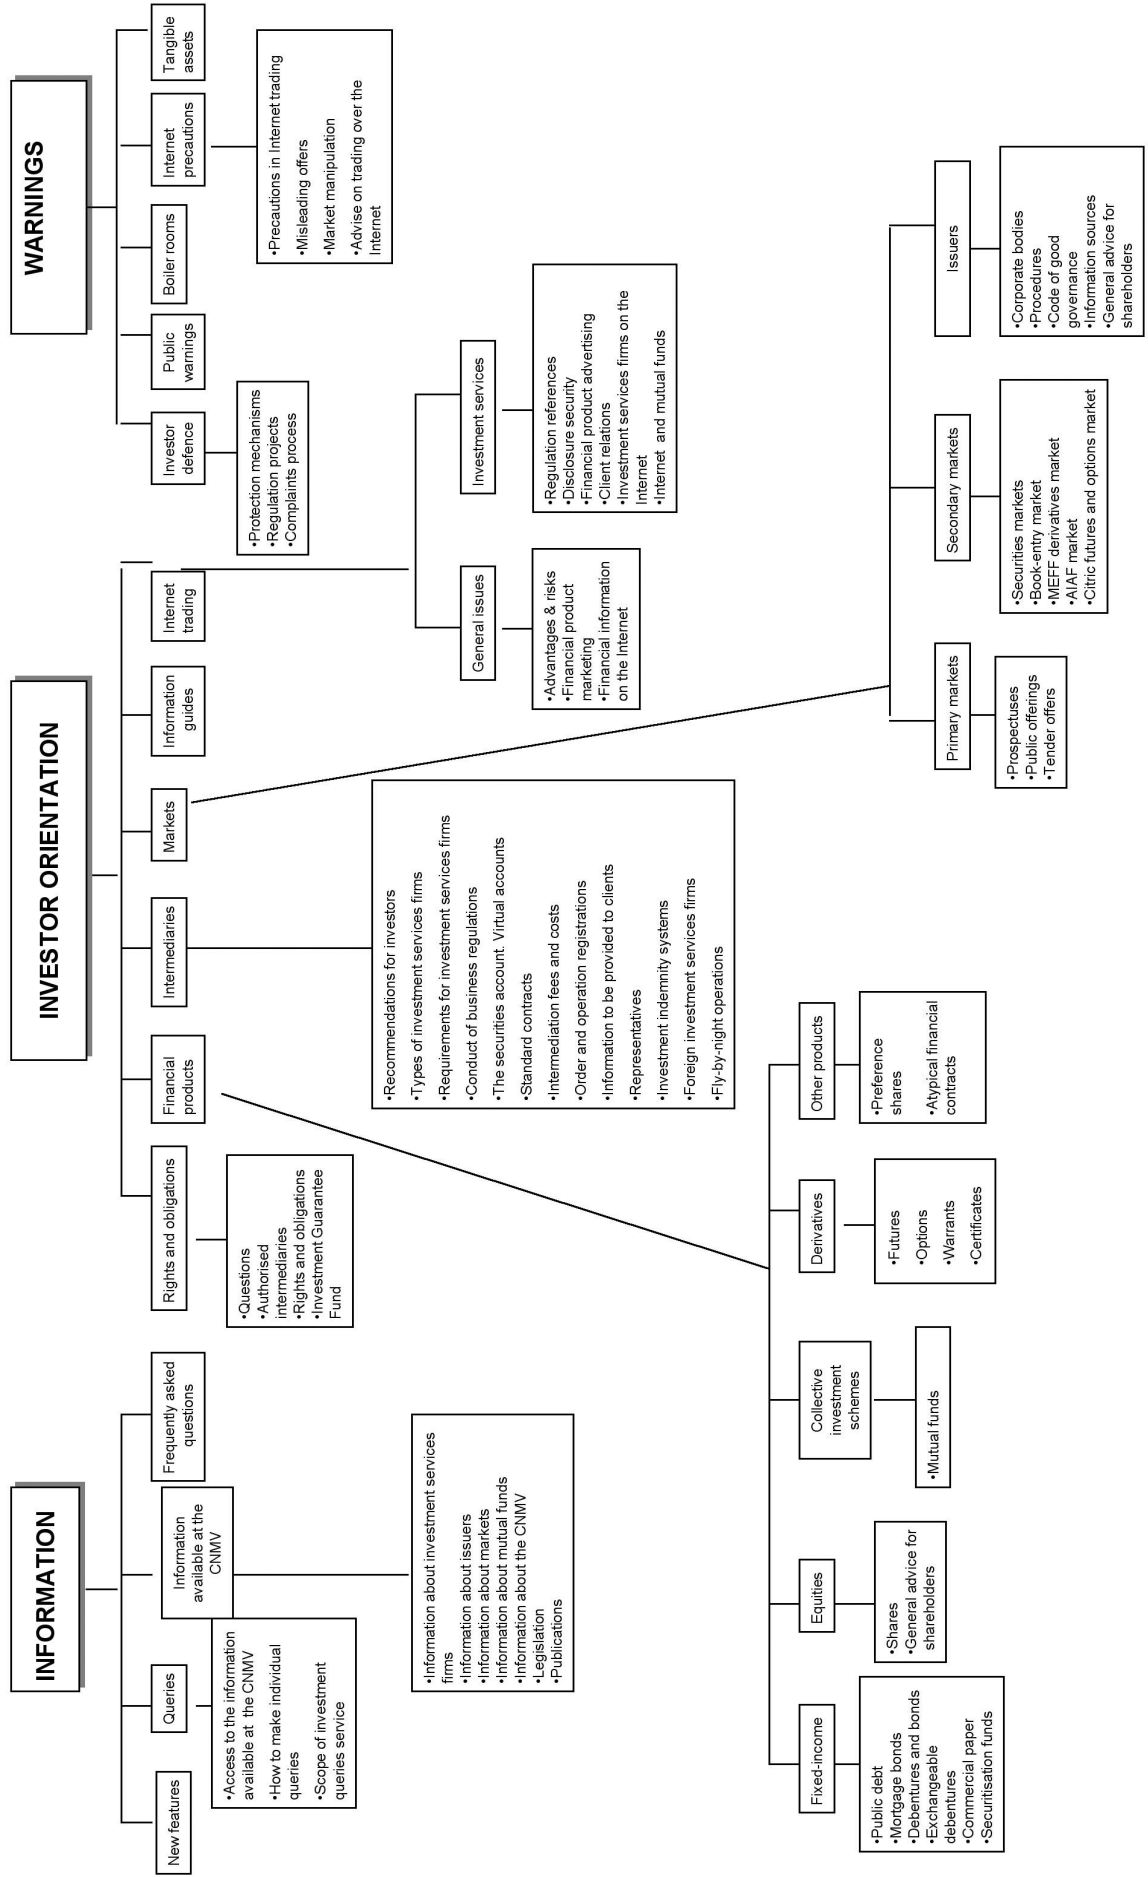 INFORMATION
New features
Queries
•Access to the information
available at  the CNMV
•How to make individual
queries
•Scope of investment
queries service
Information
available at the
CNMV
•Information about investment services
firms
•Information about issuers
•Information about markets
•Information about mutual funds
•Information about the CNMV
•Legislation
•Publications
Frequently asked
questions
INVESTOR ORIENTATION
Rights and obligations
•Questions
•Authorised
intermediaries
•Rights and obligations
•Investment Guarantee
Fund
Financial
products
Intermediaries
•Recommendations for investors
•Types of investment services firms
•Requirements for investment services firms
•Conduct of business regulations
•The securities account. Virtual accounts
•Standard contracts
•Intermediation fees and costs
•Order and operation registrations
•Information to be provided to clients
•Representatives
•Investment indemnity systems
•Foreign investment services firms
•Fly-by-night operations
Markets
Information
guides
Internet
trading
General issues
•Advantages & risks
•Financial product
marketing
•Financial information
on the Internet
Investment services
•Regulation references
•Disclosure security
•Financial product advertising
•Client relations
•Investment services firms on the
Internet
•Internet  and mutual funds
WARNINGS
Investor
defence
•Protection mechanisms
•Regulation projects
•Complaints process
Public
warnings
Boiler rooms
Internet
precautions
•Precautions in Internet trading
•Misleading offers
•Market manipulation
•Advise on trading over the
Internet
Tangible
assets
Fixed-income
•Public debt
•Mortgage bonds
•Debentures and bonds
•Exchangeable
debentures
•Commercial paper
•Securitisation funds
Equities
•Shares
•General advice for
shareholders
Collective
investment
schemes
•Mutual funds
Derivatives
•Futures
•Options
•Warrants
•Certificates
Other products
•Preference
shares
•Atypical financial
contracts
Primary markets
•Prospectuses
•Public offerings
•Tender offers
Secondary markets
•Securities markets
•Book-entry market
•MEFF derivatives market
•AIAF market
•Citric futures and options market
Issuers
•Corporate bodies
•Procedures
•Code of good
governance
•Information sources
•General advice for
shareholders